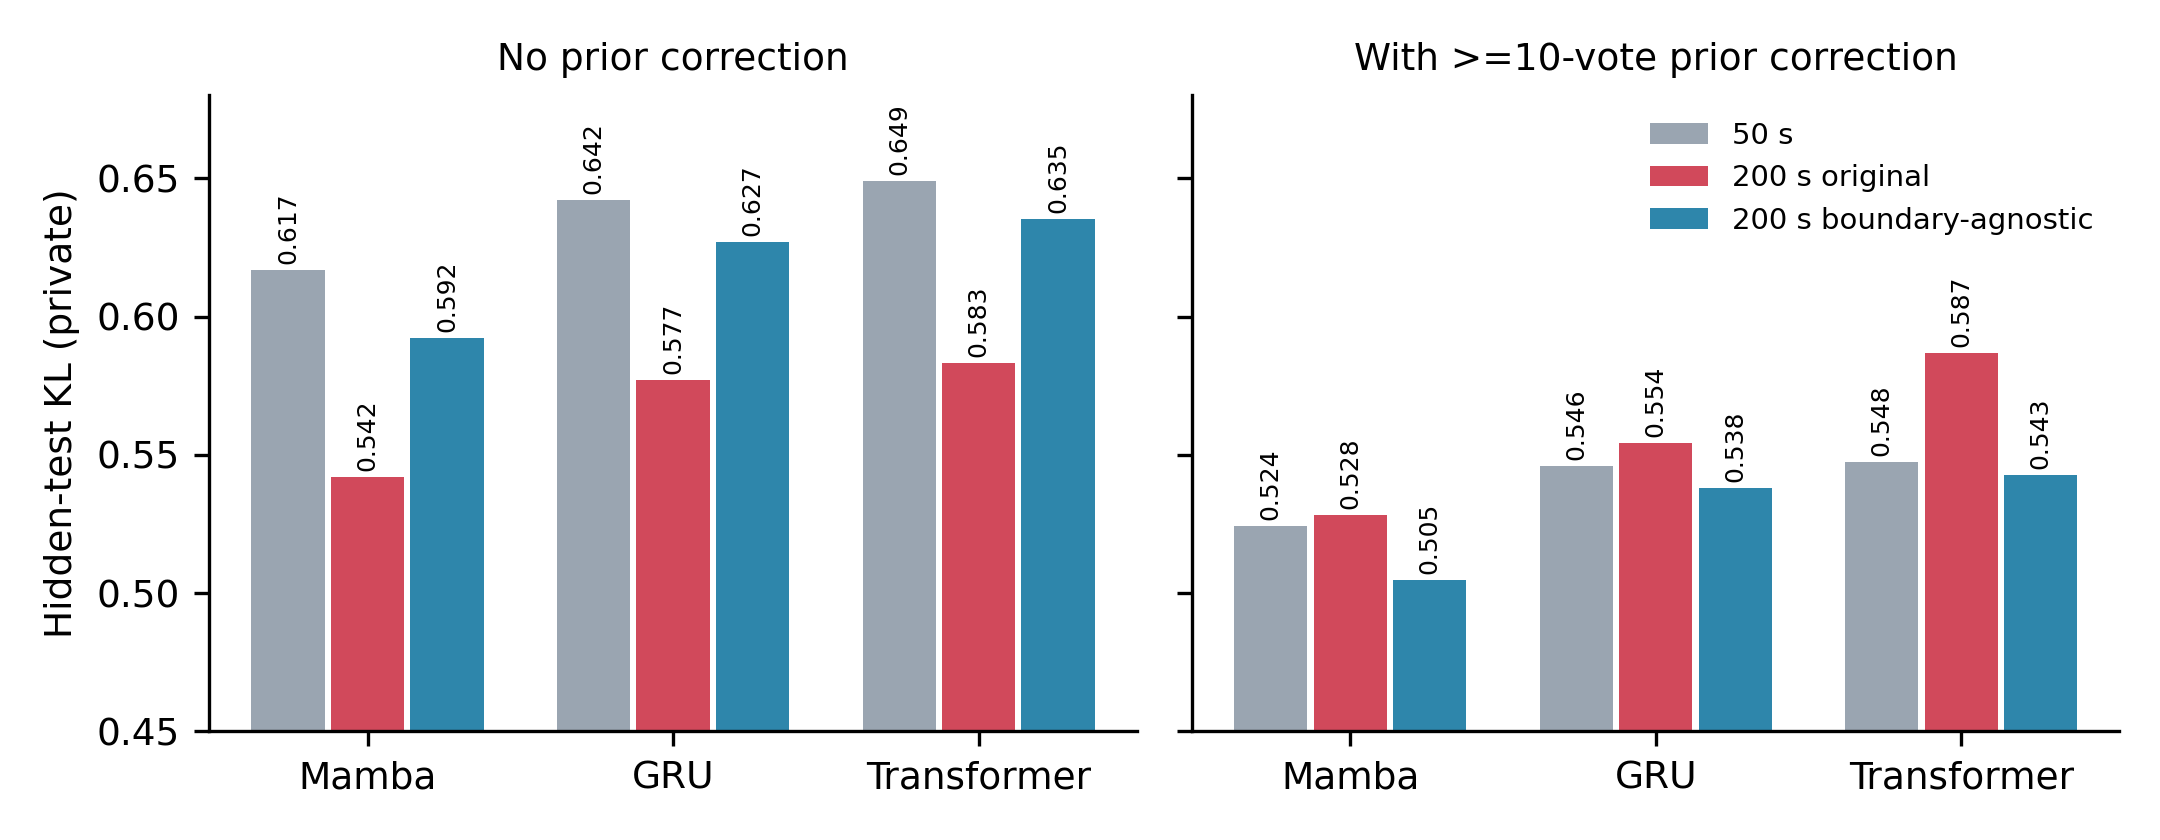 No prior correction
Hidden-test KL (private)
0.65
0.60
0.55
0.50
0.45
0.617
0.542
0.592
0.642
0.577
0.627
0.649
0.583
0.635
Mamba
GRU
Transformer
With >=10-vote prior correction
50 s
200 s original
200 s boundary-agnostic
0.524
0.528
0.505
0.546
0.554
0.538
0.548
0.587
0.543
Mamba
GRU
Transformer